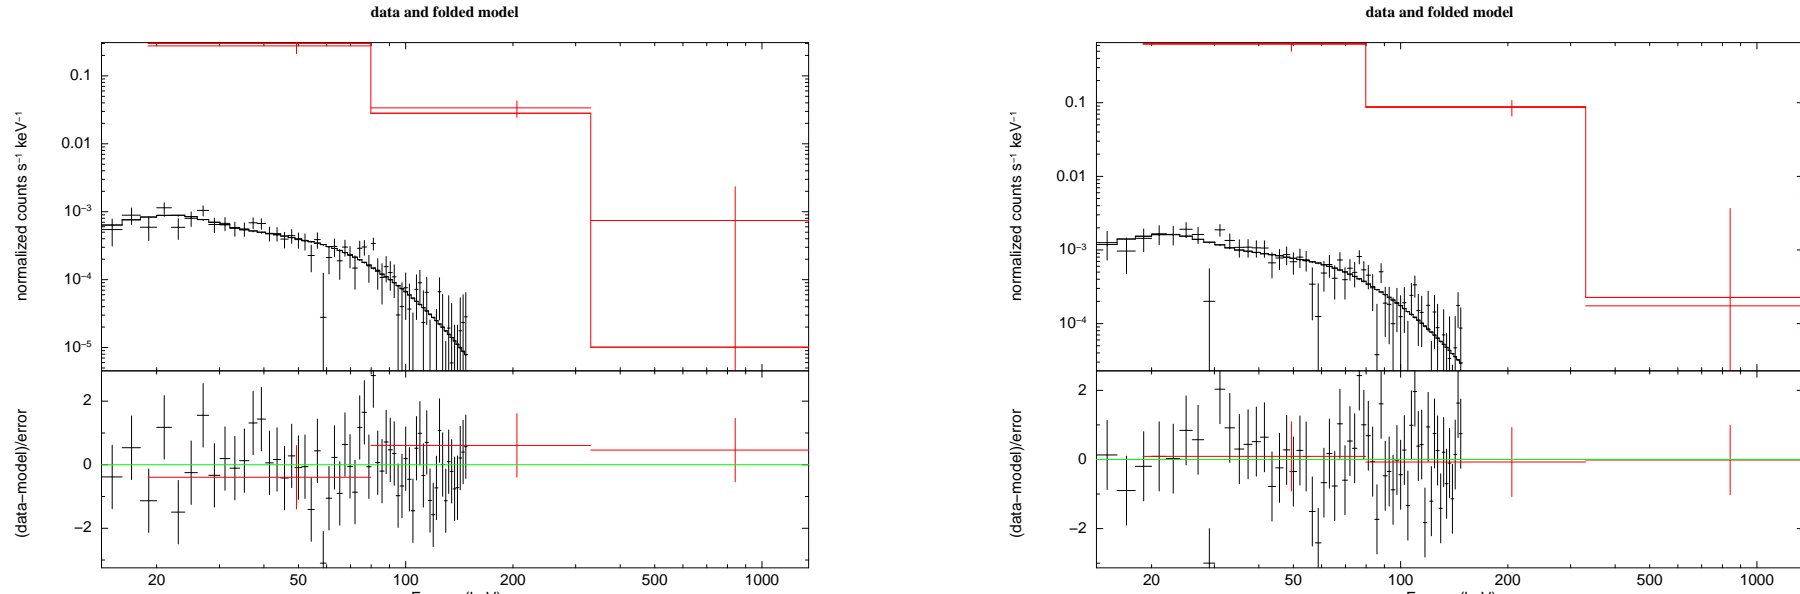 data and folded model
0.1
0.01
10⁻³
10⁻⁴
10⁻⁵
normalized counts s⁻¹ keV⁻¹
2
0
−2
(data−model)/error
20 50 100 200 500 1000
data and folded model
0.1
0.01
10⁻³
10⁻⁴
normalized counts s⁻¹ keV⁻¹
2
0
−2
(data−model)/error
20 50 100 200 500 1000